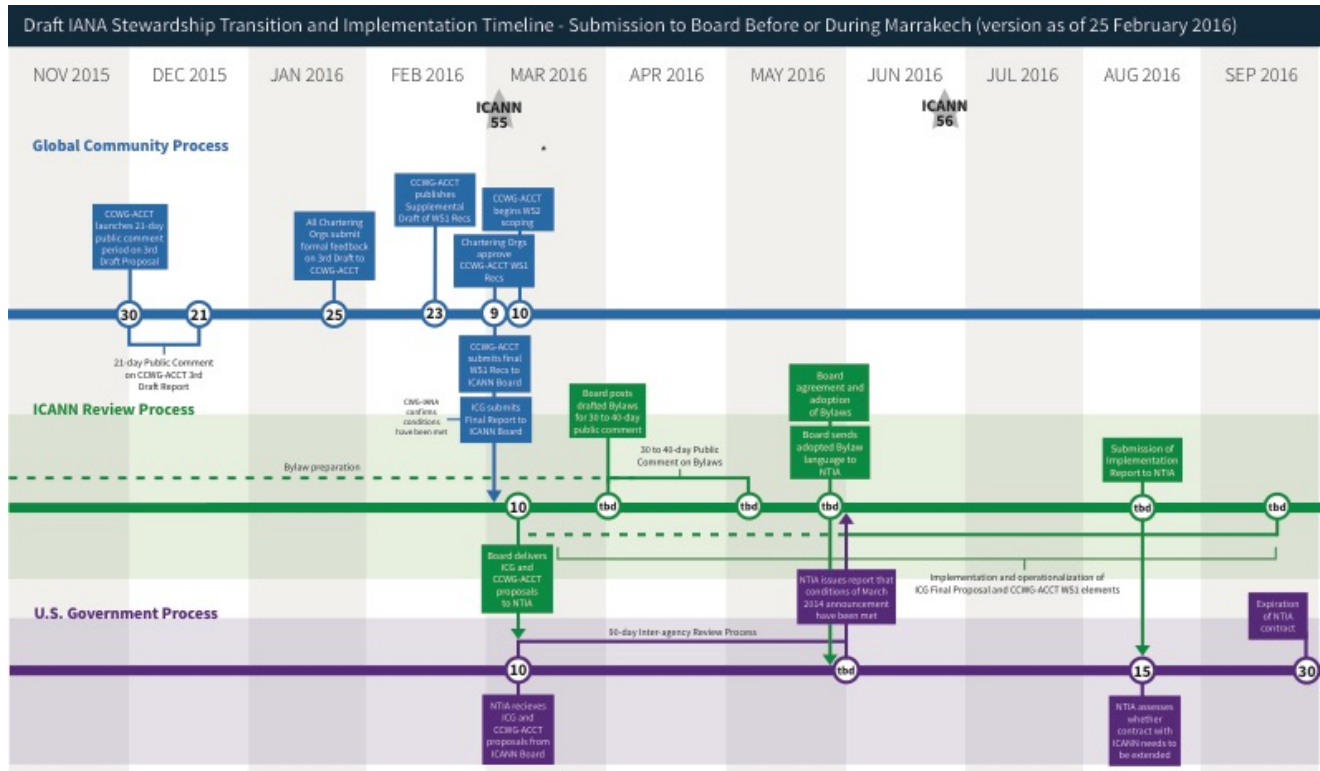 Draft IANA Stewardship Transition and Implementation Timeline - Submission to Board Before or During Marrakech (version as of 25 February 2016)
NOV 2015
DEC 2015
JAN 2016
FEB 2016
MAR 2016
APR 2016
MAY 2016
JUN 2016
JUL 2016
AUG 2016
SEP 2016
ICANN
55
ICANN
56
Global Community Process
CCWG-ACCT
launches 21-day
public comment
period on 3rd
Draft Proposal
All Chartering
Orgs submit
formal feedback
on 3rd Draft to
CCWG-ACCT
CCWG-ACCT
publishes
Supplemental
Draft of WS1 Recs
CCWG-ACCT
begins WS2
scoping
Chartering Orgs
approve
CCWG-ACCT WS1
Recs
30
21
25
23
9
10
21-day Public Comment
on CCWG-ACCT 3rd
Draft Report
CCWG-ACCT
submits final
WS1 Recs to
ICANN Board
CWG-IANA
confirms
conditions
have been met
ICG submits
Final Report to
ICANN Board
ICANN Review Process
Board posts
drafted Bylaws
for 30 to 40-day
public comment
Board
agreement and
adoption
of Bylaws
Board sends
adopted Bylaw
language to
NTIA
30 to 40-day Public
Comment on Bylaws
Submission of
Implementation
Report to NTIA
Bylaw preparation
10
tbd
tbd
tbd
tbd
tbd
Board delivers
ICG and
CCWG-ACCT
proposals
to NTIA
NTIA issues report that
conditions of March
2014 announcement
have been met
Implementation and operationalization of
ICG Final Proposal and CCWG-ACCT WS1 elements
U.S. Government Process
Expiration
of NTIA
contract
90-day Inter-agency Review Process
10
tbd
15
30
NTIA recieves
ICG and
CCWG-ACCT
proposals from
ICANN Board
NTIA assesses
whether
contract with
ICANN needs to
be extended